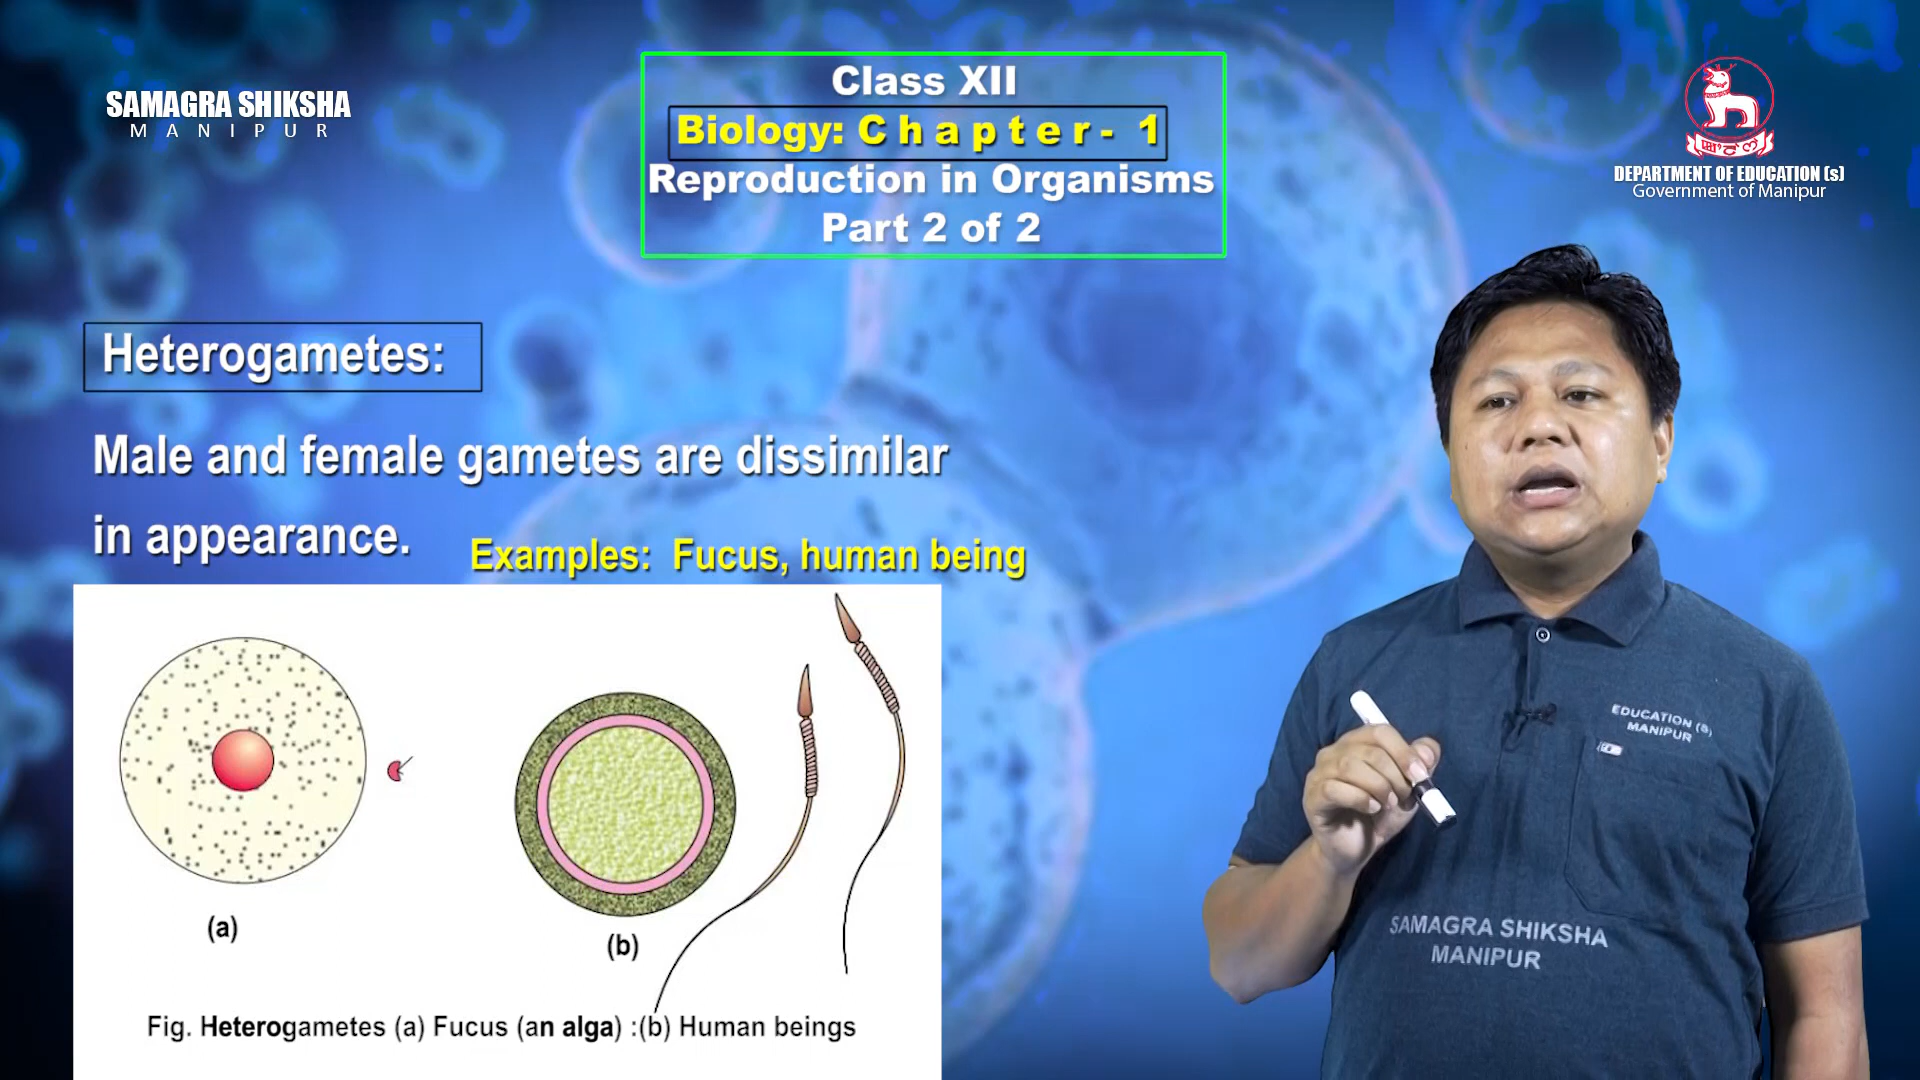 SAMAGRA SHIKSHA
MANIPUR
Class XII
Biology: Chapter- 1
Reproduction in Organisms
Part 2 of 2
DEPARTMENT OF EDUCATION (s)
Government of Manipur
Heterogametes:
Male and female gametes are dissimilar
in appearance.
Examples: Fucus, human being
(a)
(b)
Fig. Heterogametes (a) Fucus (an alga) :(b) Human beings
EDUCATION (S)
MANIPUR
SAMAGRA SHIKSHA
MANIPUR